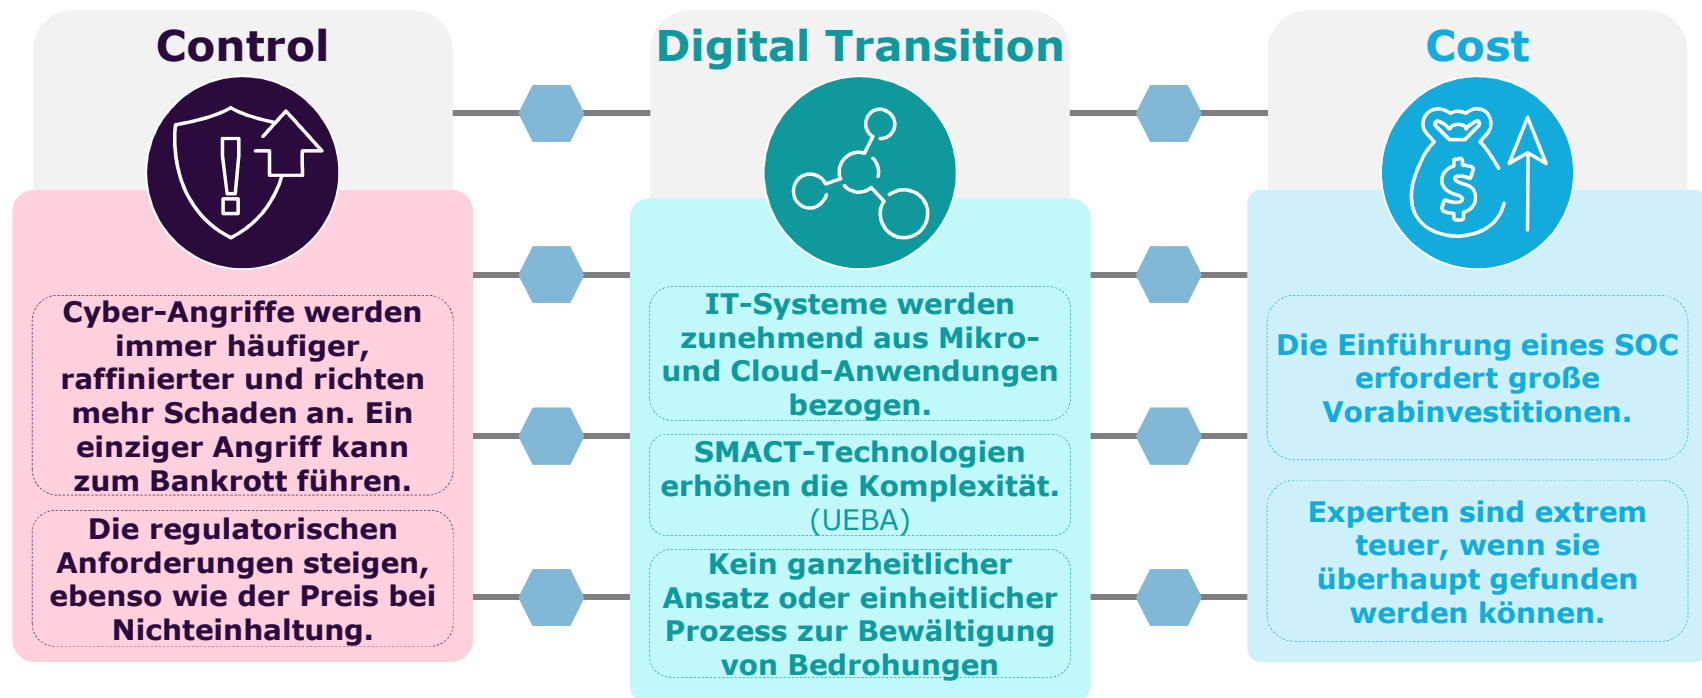 Control
Cyber-Angriffe werden
immer häufiger,
raffinierter und richten
mehr Schaden an. Ein
einziger Angriff kann
zum Bankrott führen.
Die regulatorischen
Anforderungen steigen,
ebenso wie der Preis bei
Nichteinhaltung.
Digital Transition
IT-Systeme werden
zunehmend aus Mikro-
und Cloud-Anwendungen
bezogen.
SMACT-Technologien
erhöhen die Komplexität.
(UEBA)
Kein ganzheitlicher
Ansatz oder einheitlicher
Prozess zur Bewältigung
von Bedrohungen
Cost
$
Die Einführung eines SOC
erfordert große
Vorabinvestitionen.
Experten sind extrem
teuer, wenn sie
überhaupt gefunden
werden können.